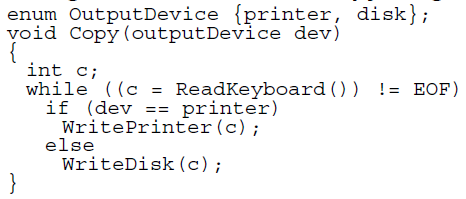 enum OutputDevice {printer, disk};
void Copy(outputDevice dev)
{
  int c;
  while ((c = ReadKeyboard()) != EOF)
    if (dev == printer)
      WritePrinter(c);
    else
      WriteDisk(c);
}